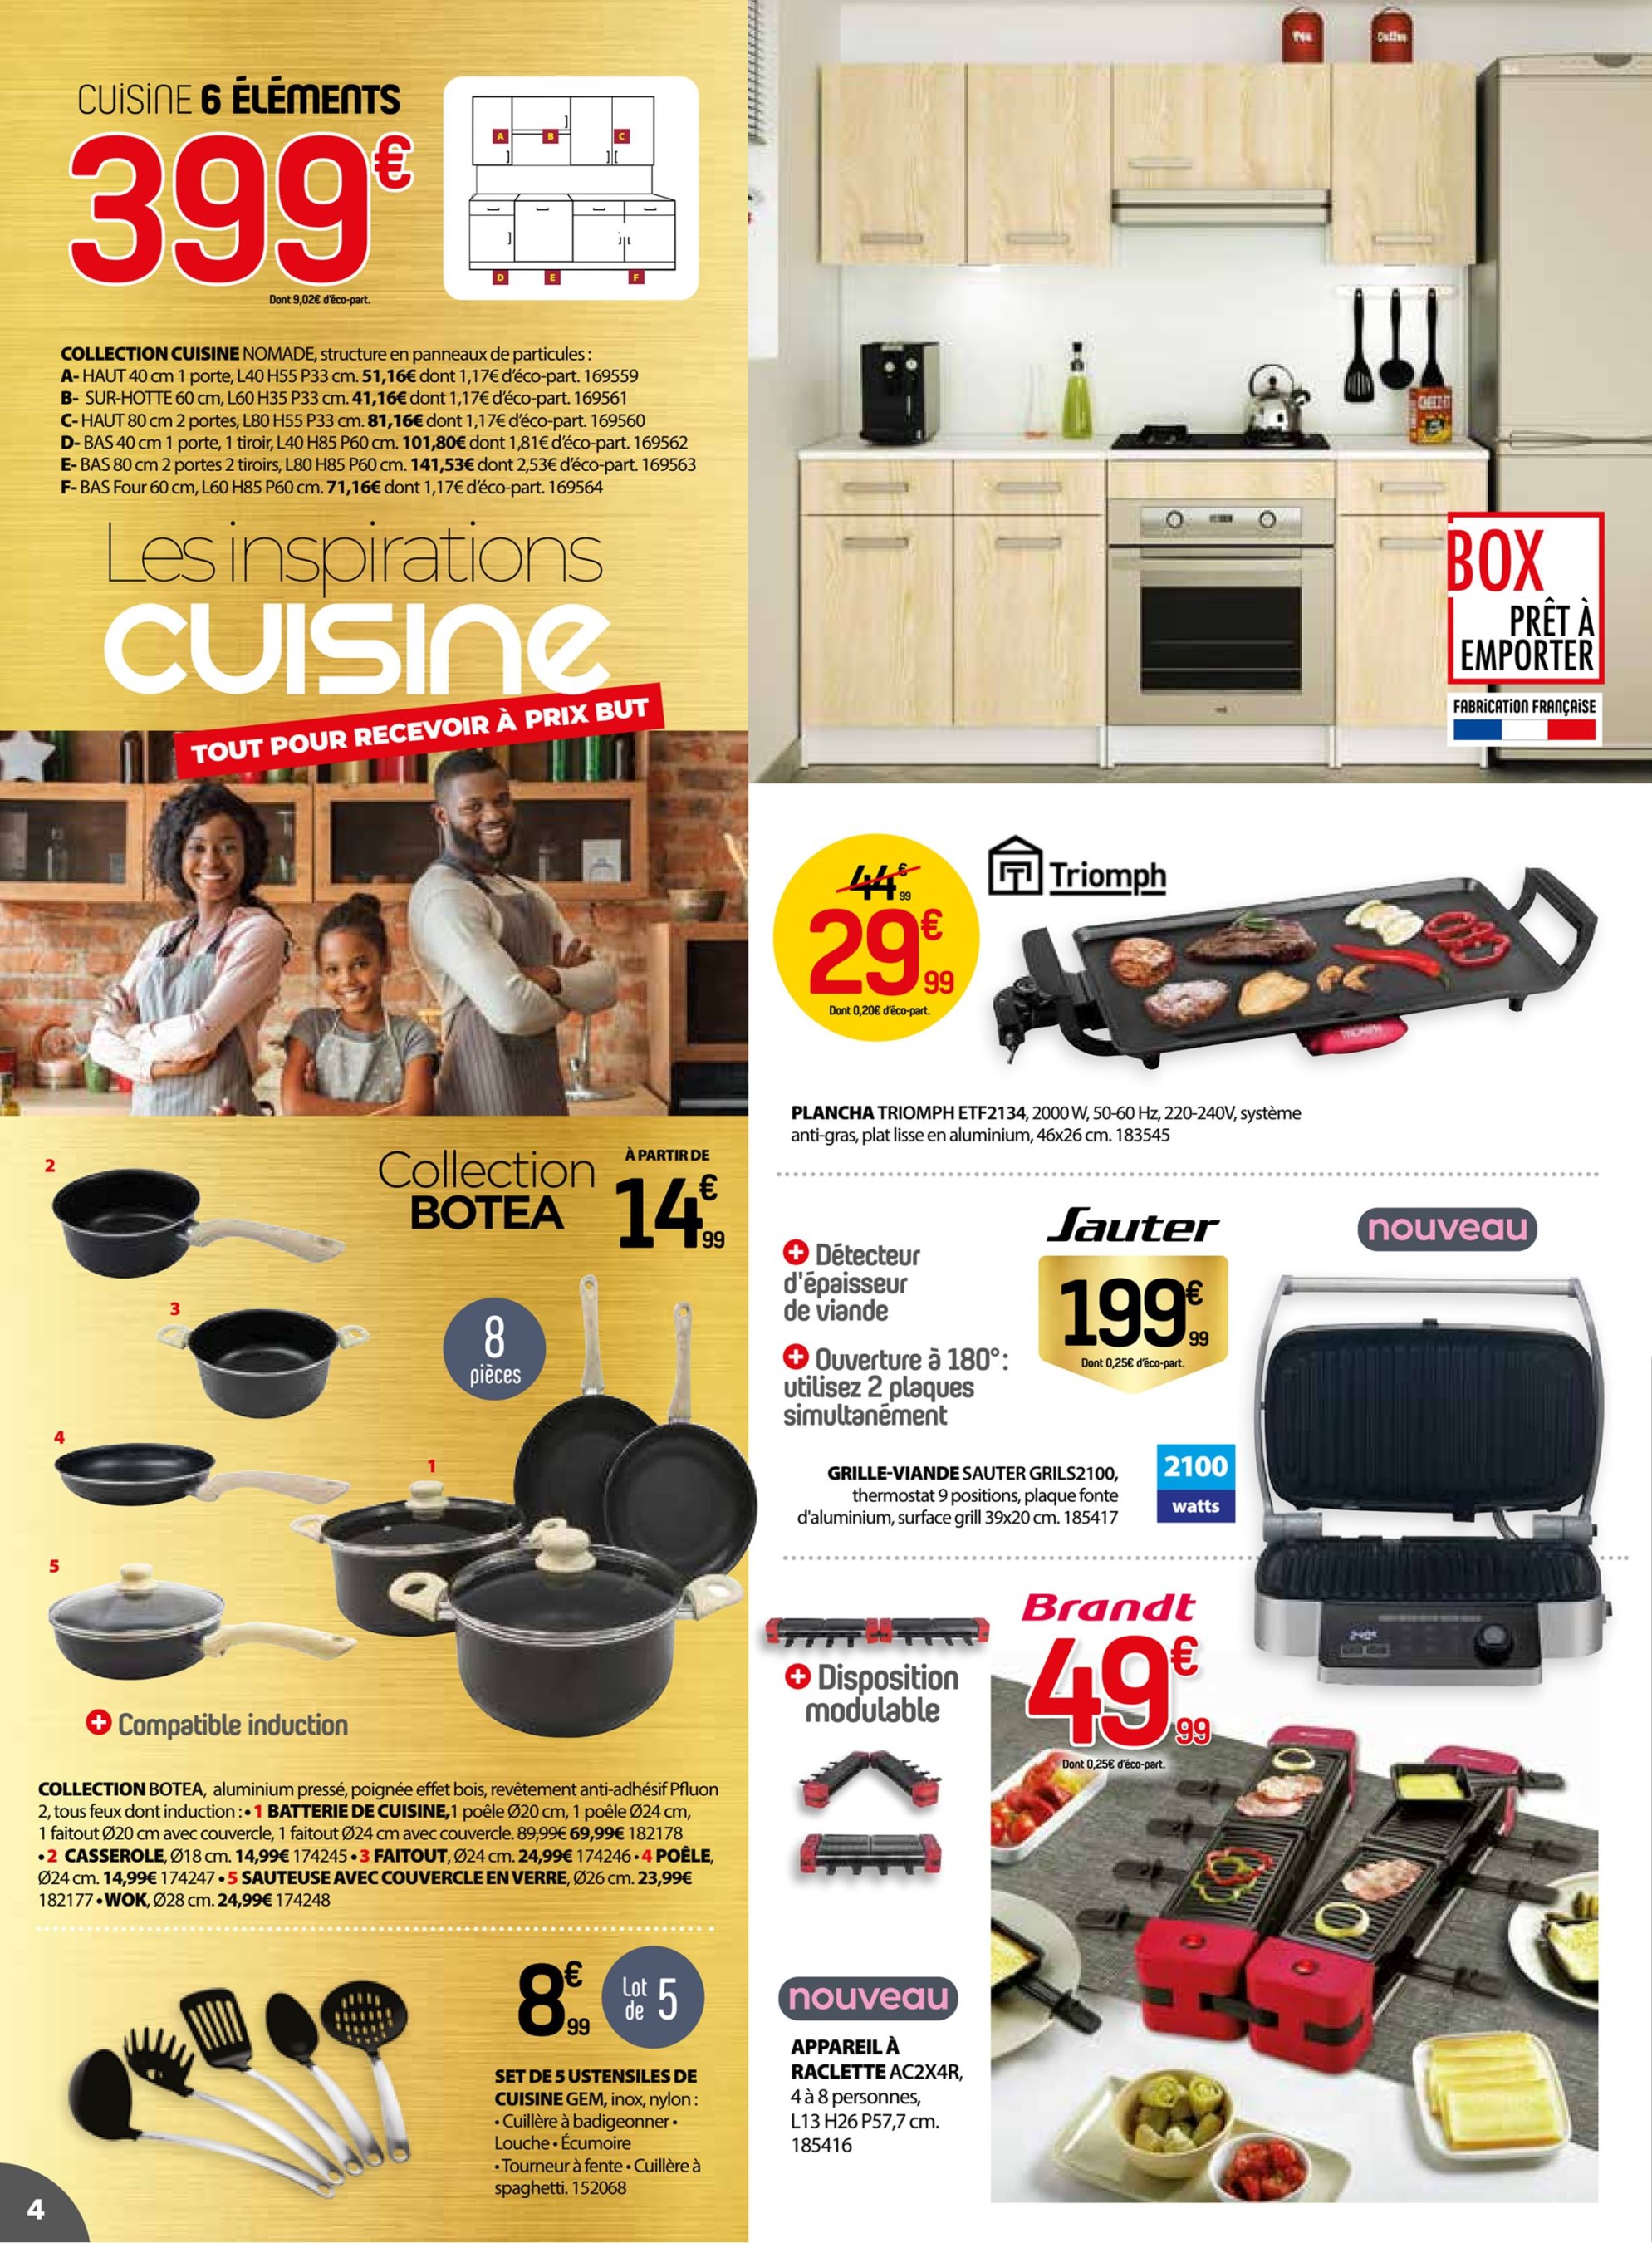 CUISINE 6 ÉLÉMENTS
399€
Dont 9,02€ d'éco-part.
A
B
C
D
E
F
COLLECTION CUISINE NOMADE, structure en panneaux de particules :
A- HAUT 40 cm 1 porte, L40 H55 P33 cm. 51,16€ dont 1,17€ d'éco-part. 169559
B- SUR-HOTTE 60 cm, L60 H35 P33 cm. 41,16€ dont 1,17€ d'éco-part. 169561
C- HAUT 80 cm 2 portes, L80 H55 P33 cm. 81,16€ dont 1,17€ d'éco-part. 169560
D- BAS 40 cm 1 porte, 1 tiroir, L40 H85 P60 cm. 101,80€ dont 1,81€ d'éco-part. 169562
E- BAS 80 cm 2 portes 2 tiroirs, L80 H85 P60 cm. 141,53€ dont 2,53€ d'éco-part. 169563
F- BAS Four 60 cm, L60 H85 P60 cm. 71,16€ dont 1,17€ d'éco-part. 169564
Les inspirations
CUISINE
TOUT POUR RECEVOIR À PRIX BUT
Tea
Coffee
BOX
PRÊT À
EMPORTER
FABRICATION FRANÇAISE
44€99
29€99
Dont 0,20€ d'éco-part.
Triomph
TRIOMPH
PLANCHA TRIOMPH ETF2134, 2000 W, 50-60 Hz, 220-240V, système
anti-gras, plat lisse en aluminium, 46x26 cm. 183545
Collection
BOTEA
À PARTIR DE
14€99
2
3
4
5
1
8
pièces
+ Compatible induction
COLLECTION BOTEA, aluminium pressé, poignée effet bois, revêtement anti-adhésif Pfluon
2, tous feux dont induction : • 1 BATTERIE DE CUISINE, 1 poêle Ø20 cm, 1 poêle Ø24 cm,
1 faitout Ø20 cm avec couvercle, 1 faitout Ø24 cm avec couvercle. 89,99€ 69,99€ 182178
• 2 CASSEROLE, Ø18 cm. 14,99€ 174245 • 3 FAITOUT, Ø24 cm. 24,99€ 174246 • 4 POÊLE,
Ø24 cm. 14,99€ 174247 • 5 SAUTEUSE AVEC COUVERCLE EN VERRE, Ø26 cm. 23,99€
182177 • WOK, Ø28 cm. 24,99€ 174248
8€99
Lot
de 5
SET DE 5 USTENSILES DE
CUISINE GEM, inox, nylon :
• Cuillère à badigeonner •
Louche • Écumoire
• Tourneur à fente • Cuillère à
spaghetti. 152068
4
+ Détecteur
d'épaisseur
de viande
+ Ouverture à 180° :
utilisez 2 plaques
simultanément
Sauter
199€99
Dont 0,25€ d'éco-part.
nouveau
GRILLE-VIANDE SAUTER GRILS2100,
thermostat 9 positions, plaque fonte
d'aluminium, surface grill 39x20 cm. 185417
2100
watts
+ Disposition
modulable
Brandt
49€99
Dont 0,25€ d'éco-part.
nouveau
APPAREIL À
RACLETTE AC2X4R,
4 à 8 personnes,
L13 H26 P57,7 cm.
185416